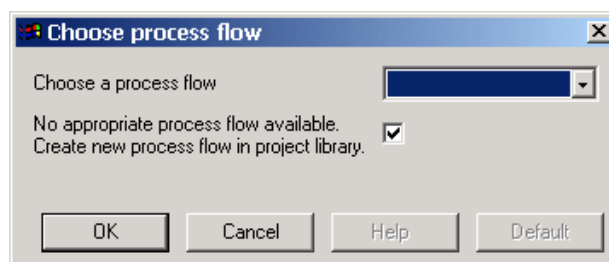 Choose process flow
Choose a process flow
No appropriate process flow available.
Create new process flow in project library.
OK Cancel Help Default